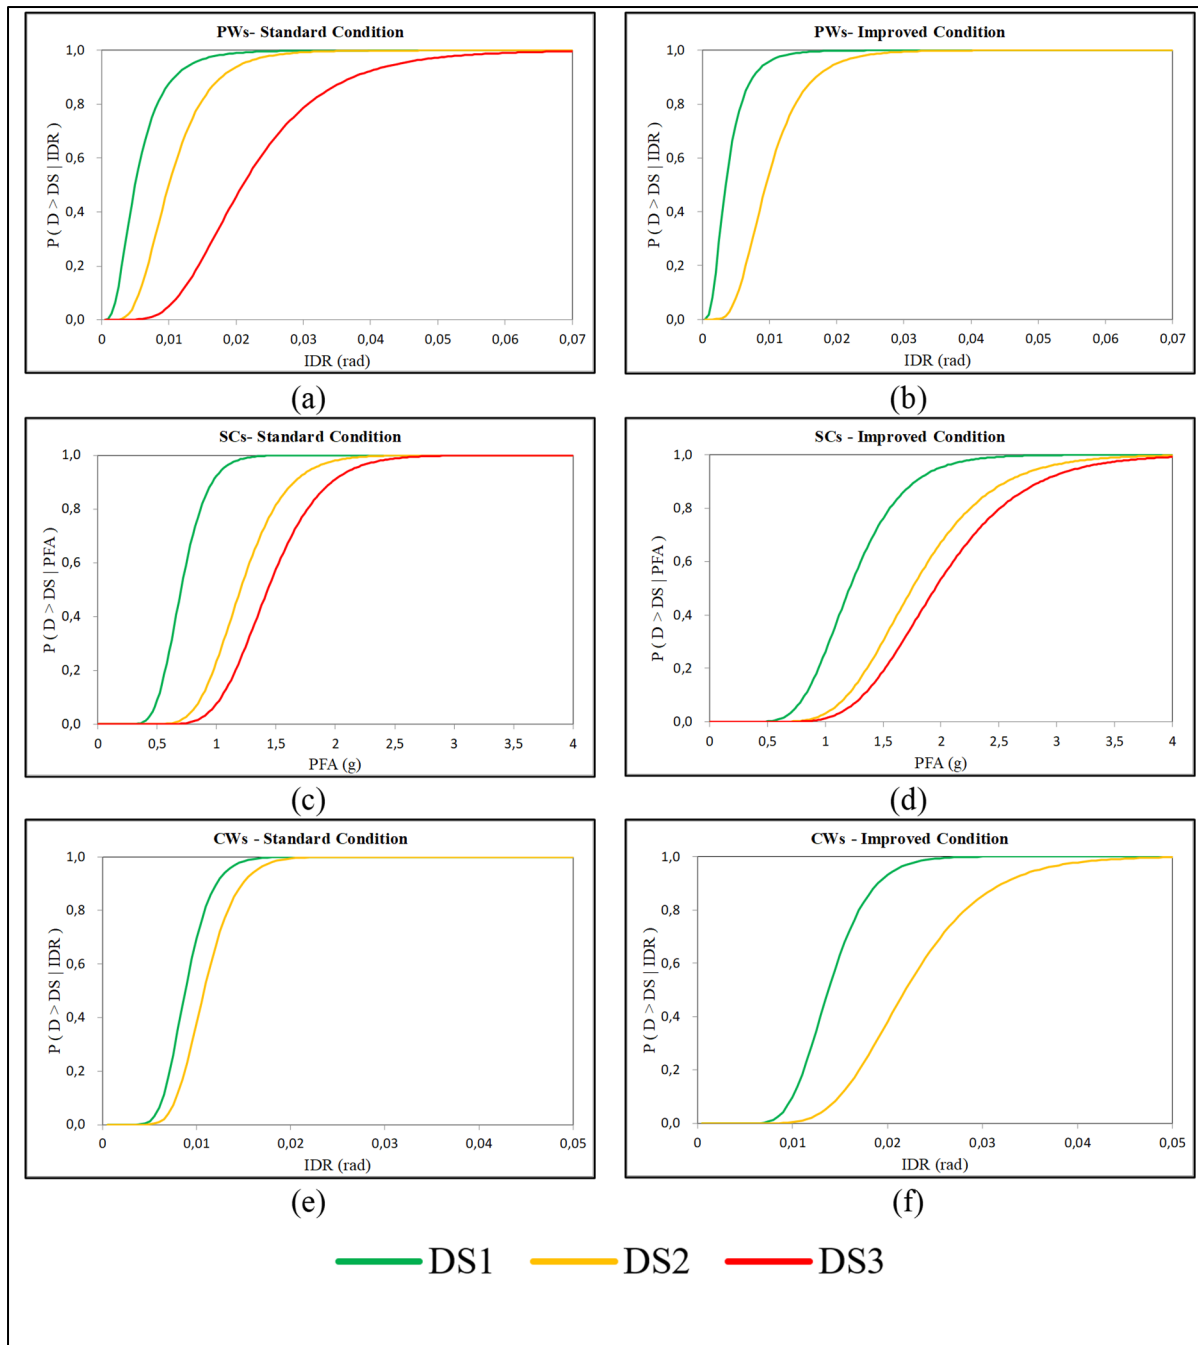 PWs- Standard Condition
1,0
0,8
0,6
0,4
0,2
0,0
P ( D > DS | IDR )
0 0,01 0,02 0,03 0,04 0,05 0,06 0,07
IDR (rad)
(a)
PWs- Improved Condition
1,0
0,8
0,6
0,4
0,2
0,0
P ( D > DS | IDR )
0 0,01 0,02 0,03 0,04 0,05 0,06 0,07
IDR (rad)
(b)
SCs- Standard Condition
1,0
0,8
0,6
0,4
0,2
0,0
P ( D > DS | PFA )
0 0,5 1 1,5 2 2,5 3 3,5 4
PFA (g)
(c)
SCs - Improved Condition
1,0
0,8
0,6
0,4
0,2
0,0
P ( D > DS | PFA )
0 0,5 1 1,5 2 2,5 3 3,5 4
PFA (g)
(d)
CWs - Standard Condition
1,0
0,8
0,6
0,4
0,2
0,0
P ( D > DS | IDR )
0 0,01 0,02 0,03 0,04 0,05
IDR (rad)
(e)
CWs - Improved Condition
1,0
0,8
0,6
0,4
0,2
0,0
P ( D > DS | IDR )
0 0,01 0,02 0,03 0,04 0,05
IDR (rad)
(f)
DS1 DS2 DS3